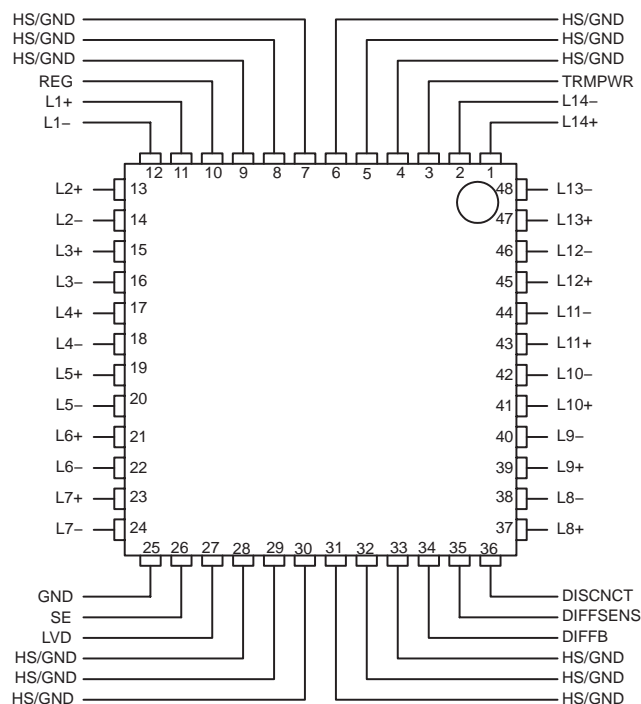 HS/GND HS/GND
HS/GND HS/GND
HS/GND HS/GND
REG TRMPWR
L1+ L14−
L1− L14+
12 11 10 9 8 7 6 5 4 3 2 1
L2+ 13 48 L13−
L2− 14 47 L13+
L3+ 15 46 L12−
L3− 16 45 L12+
L4+ 17 44 L11−
L4− 18 43 L11+
L5+ 19 42 L10−
L5− 20 41 L10+
L6+ 21 40 L9−
L6− 22 39 L9+
L7+ 23 38 L8−
L7− 24 37 L8+
25 26 27 28 29 30 31 32 33 34 35 36
GND DISCNCT
SE DIFFSENS
LVD DIFFB
HS/GND HS/GND
HS/GND HS/GND
HS/GND HS/GND